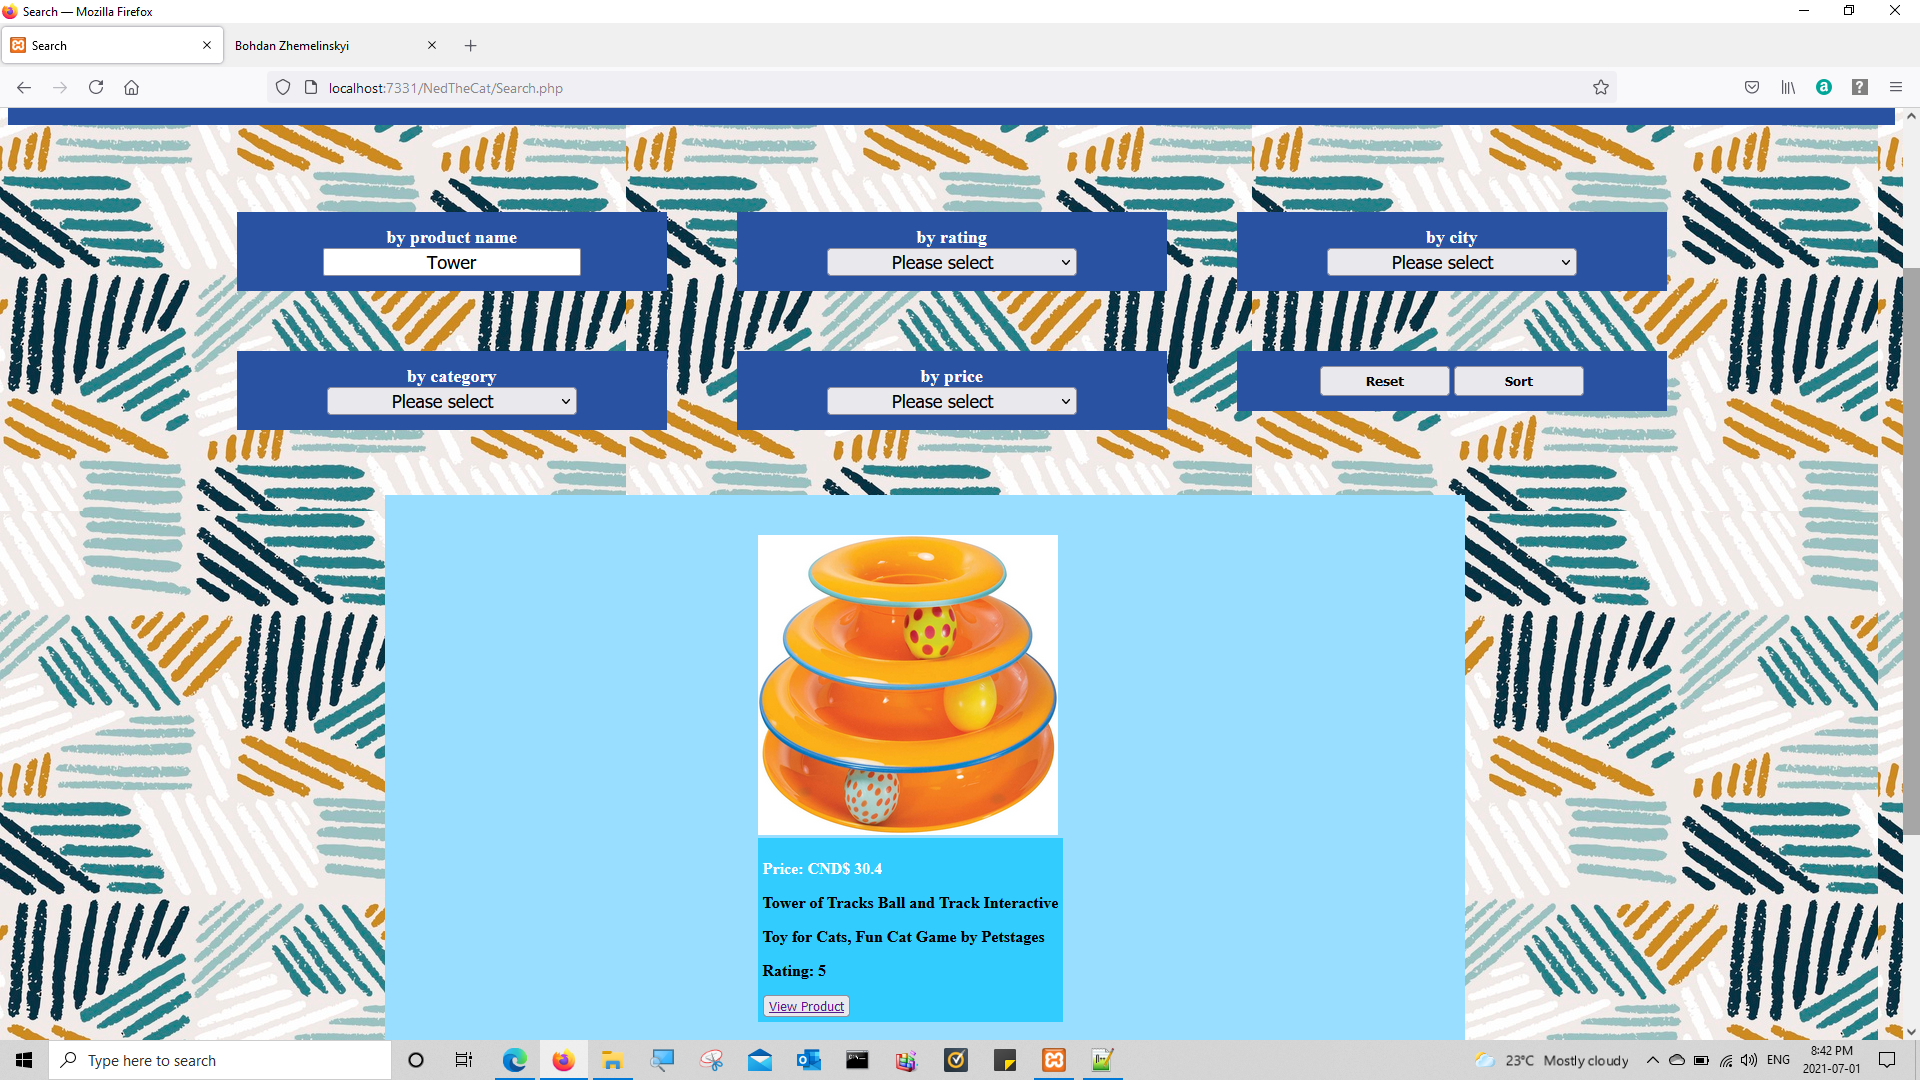 Search — Mozilla Firefox
Search
Bohdan Zhemelinskyi
localhost:7331/NedTheCat/Search.php
by product name
Tower
by rating
Please select
by city
Please select
by category
Please select
by price
Please select
Reset
Sort
Price: CND$ 30.4
Tower of Tracks Ball and Track Interactive
Toy for Cats, Fun Cat Game by Petstages
Rating: 5
View Product
Type here to search
23°C Mostly cloudy
ENG
8:42 PM
2021-07-01